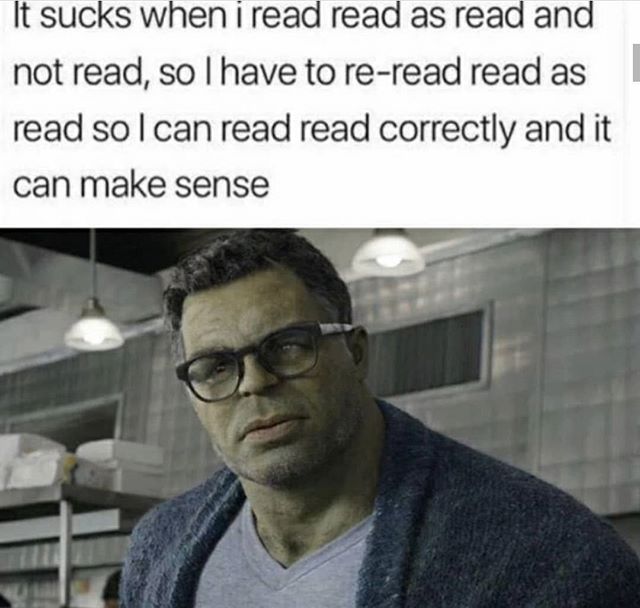 It sucks when i read read as read and
not read, so I have to re-read read as
read so I can read read correctly and it
can make sense